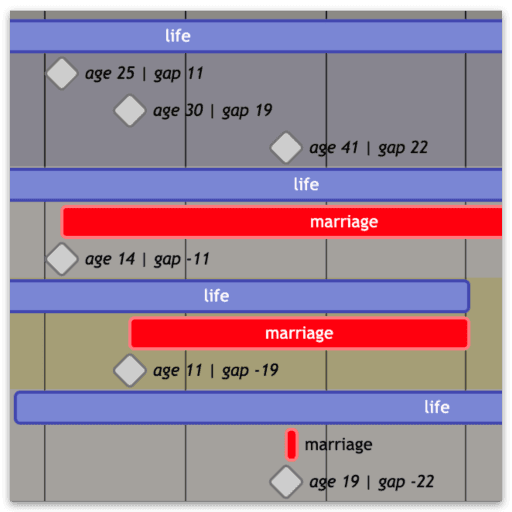 life
age 25 | gap 11
age 30 | gap 19
age 41 | gap 22
life
marriage
age 14 | gap -11
life
marriage
age 11 | gap -19
life
marriage
age 19 | gap -22